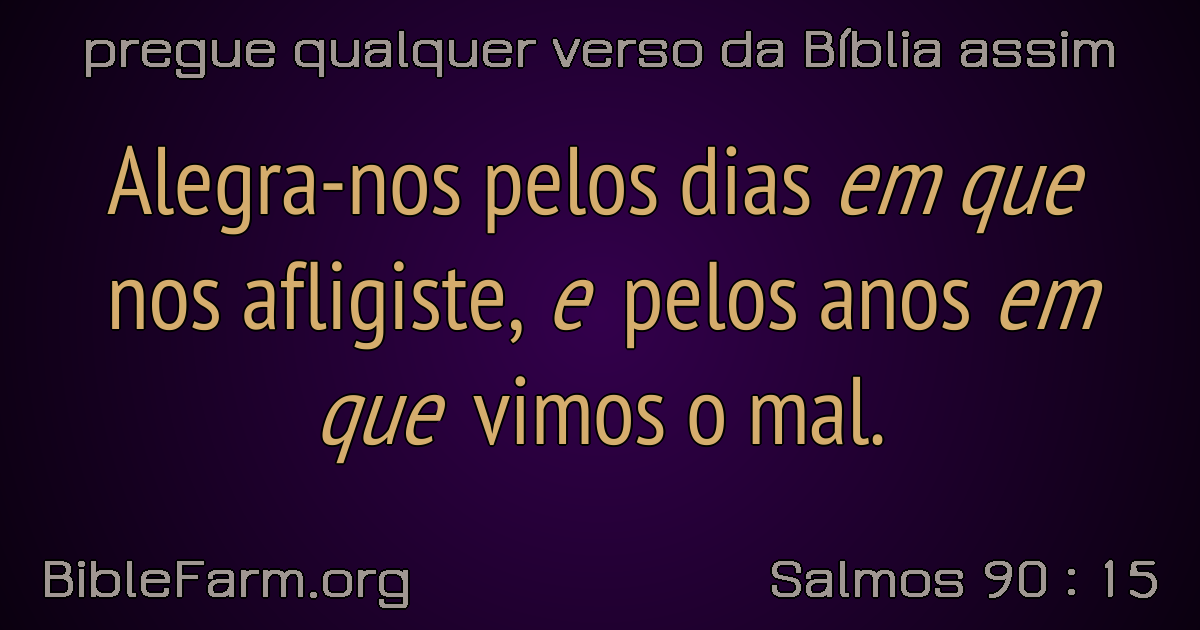 pregue qualquer verso da Bíblia assim
Alegra-nos pelos dias em que
nos afligiste, e pelos anos em
que vimos o mal.
BibleFarm.org
Salmos 90 : 15